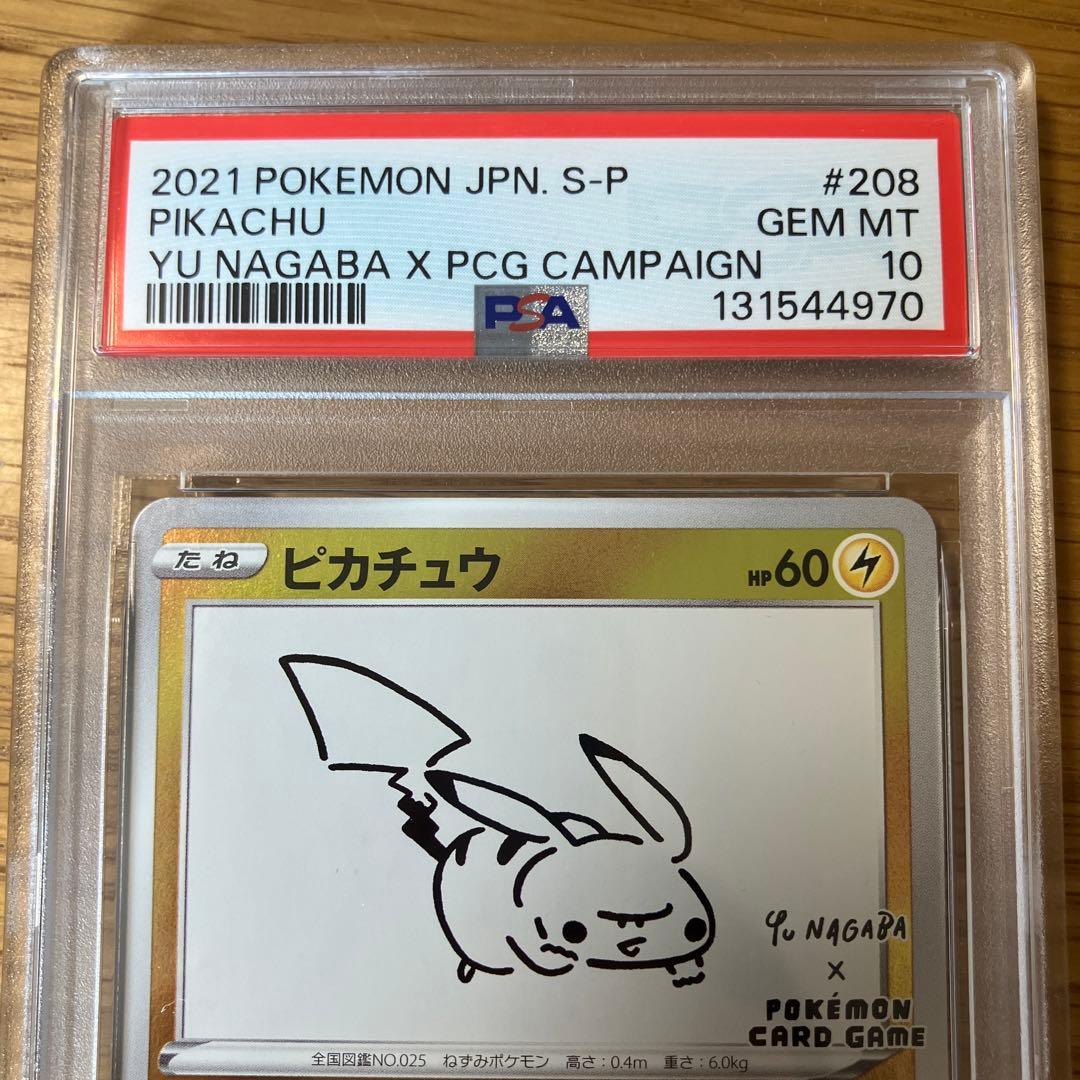 2021 POKEMON JPN. S-P #208
PIKACHU GEM MT
YU NAGABA X PCG CAMPAIGN 10
PSA 131544970
たね ピカチュウ HP60
YU NAGABA
X
POKÉMON
CARD GAME
全国図鑑NO.025 ねずみポケモン 高さ:0.4m 重さ:6.0kg